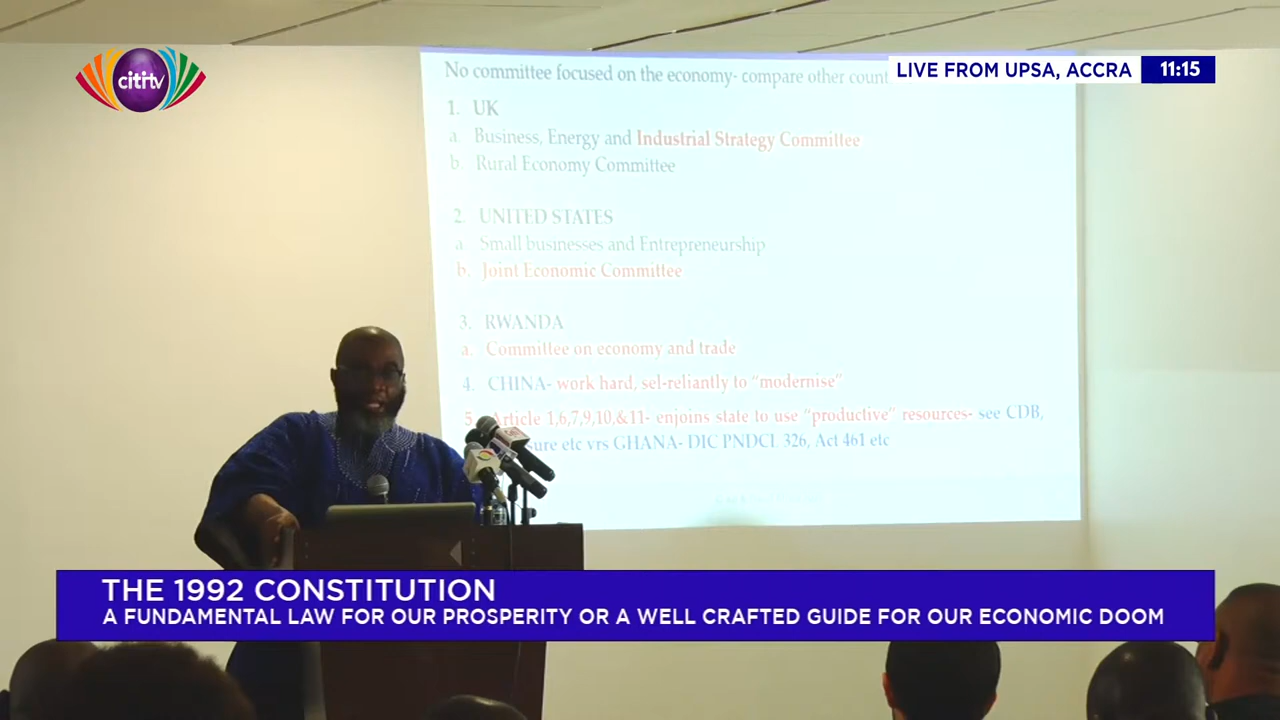 citi tv
LIVE FROM UPSA, ACCRA 11:15
No committee focused on the economy- compare other count
1. UK
a. Business, Energy and Industrial Strategy Committee
b. Rural Economy Committee
2. UNITED STATES
a. Small businesses and Entrepreneurship
b. Joint Economic Committee
3. RWANDA
a. Committee on economy and trade
4. CHINA- work hard, sel-reliantly to “modernise”
5. Article 1,6,7,9,10,&11- enjoins state to use “productive” resources- see CDB,
sure etc vrs GHANA- DIC PNDCL 326, Act 461 etc
THE 1992 CONSTITUTION
A FUNDAMENTAL LAW FOR OUR PROSPERITY OR A WELL CRAFTED GUIDE FOR OUR ECONOMIC DOOM